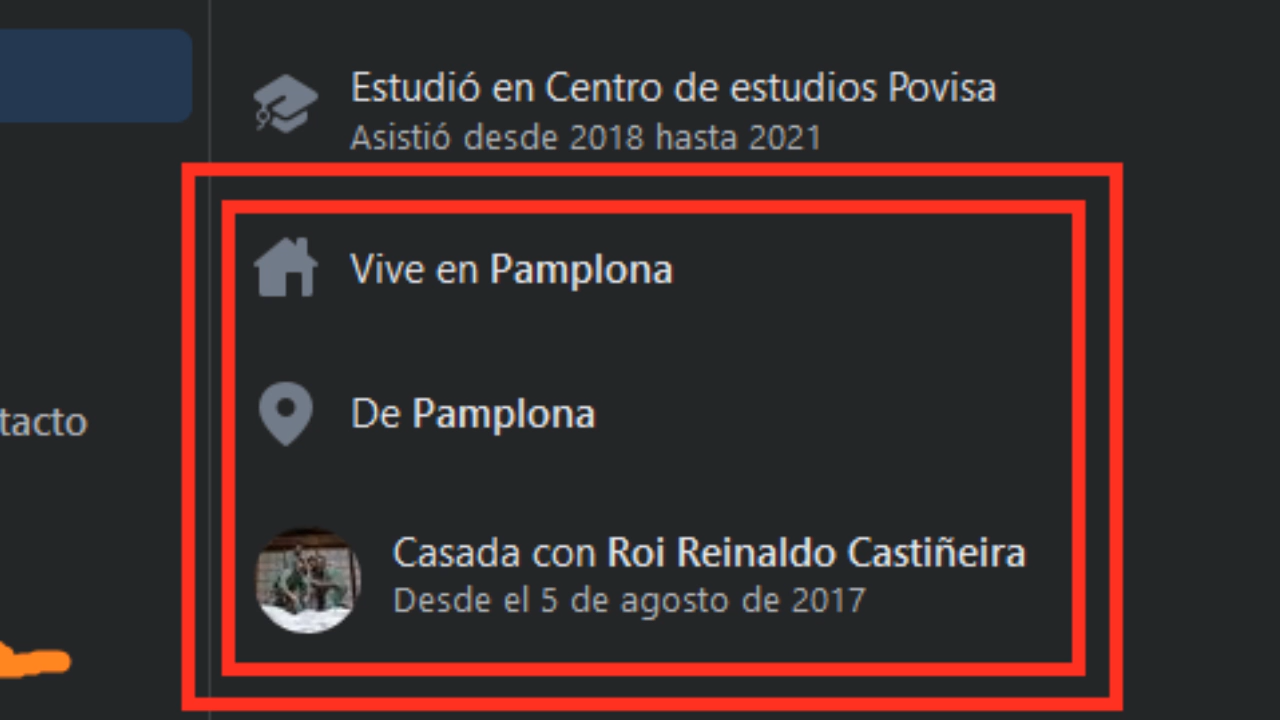 Estudió en Centro de estudios Povisa
Asistió desde 2018 hasta 2021
Vive en Pamplona
De Pamplona
tacto
Casada con Roi Reinaldo Castiñeira
Desde el 5 de agosto de 2017